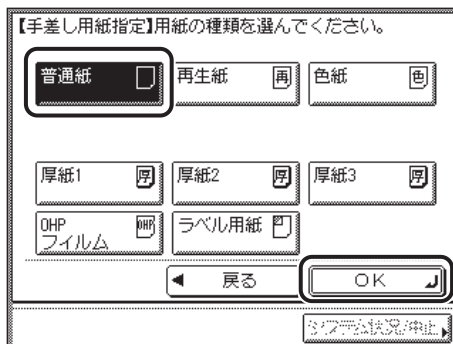 【手差し用紙指定】用紙の種類を選んでください。
普通紙 再生紙 再 色紙 色
厚紙1 厚 厚紙2 厚 厚紙3 厚
OHP OHP ラベル用紙
フィルム
戻る OK
システム状況/中止